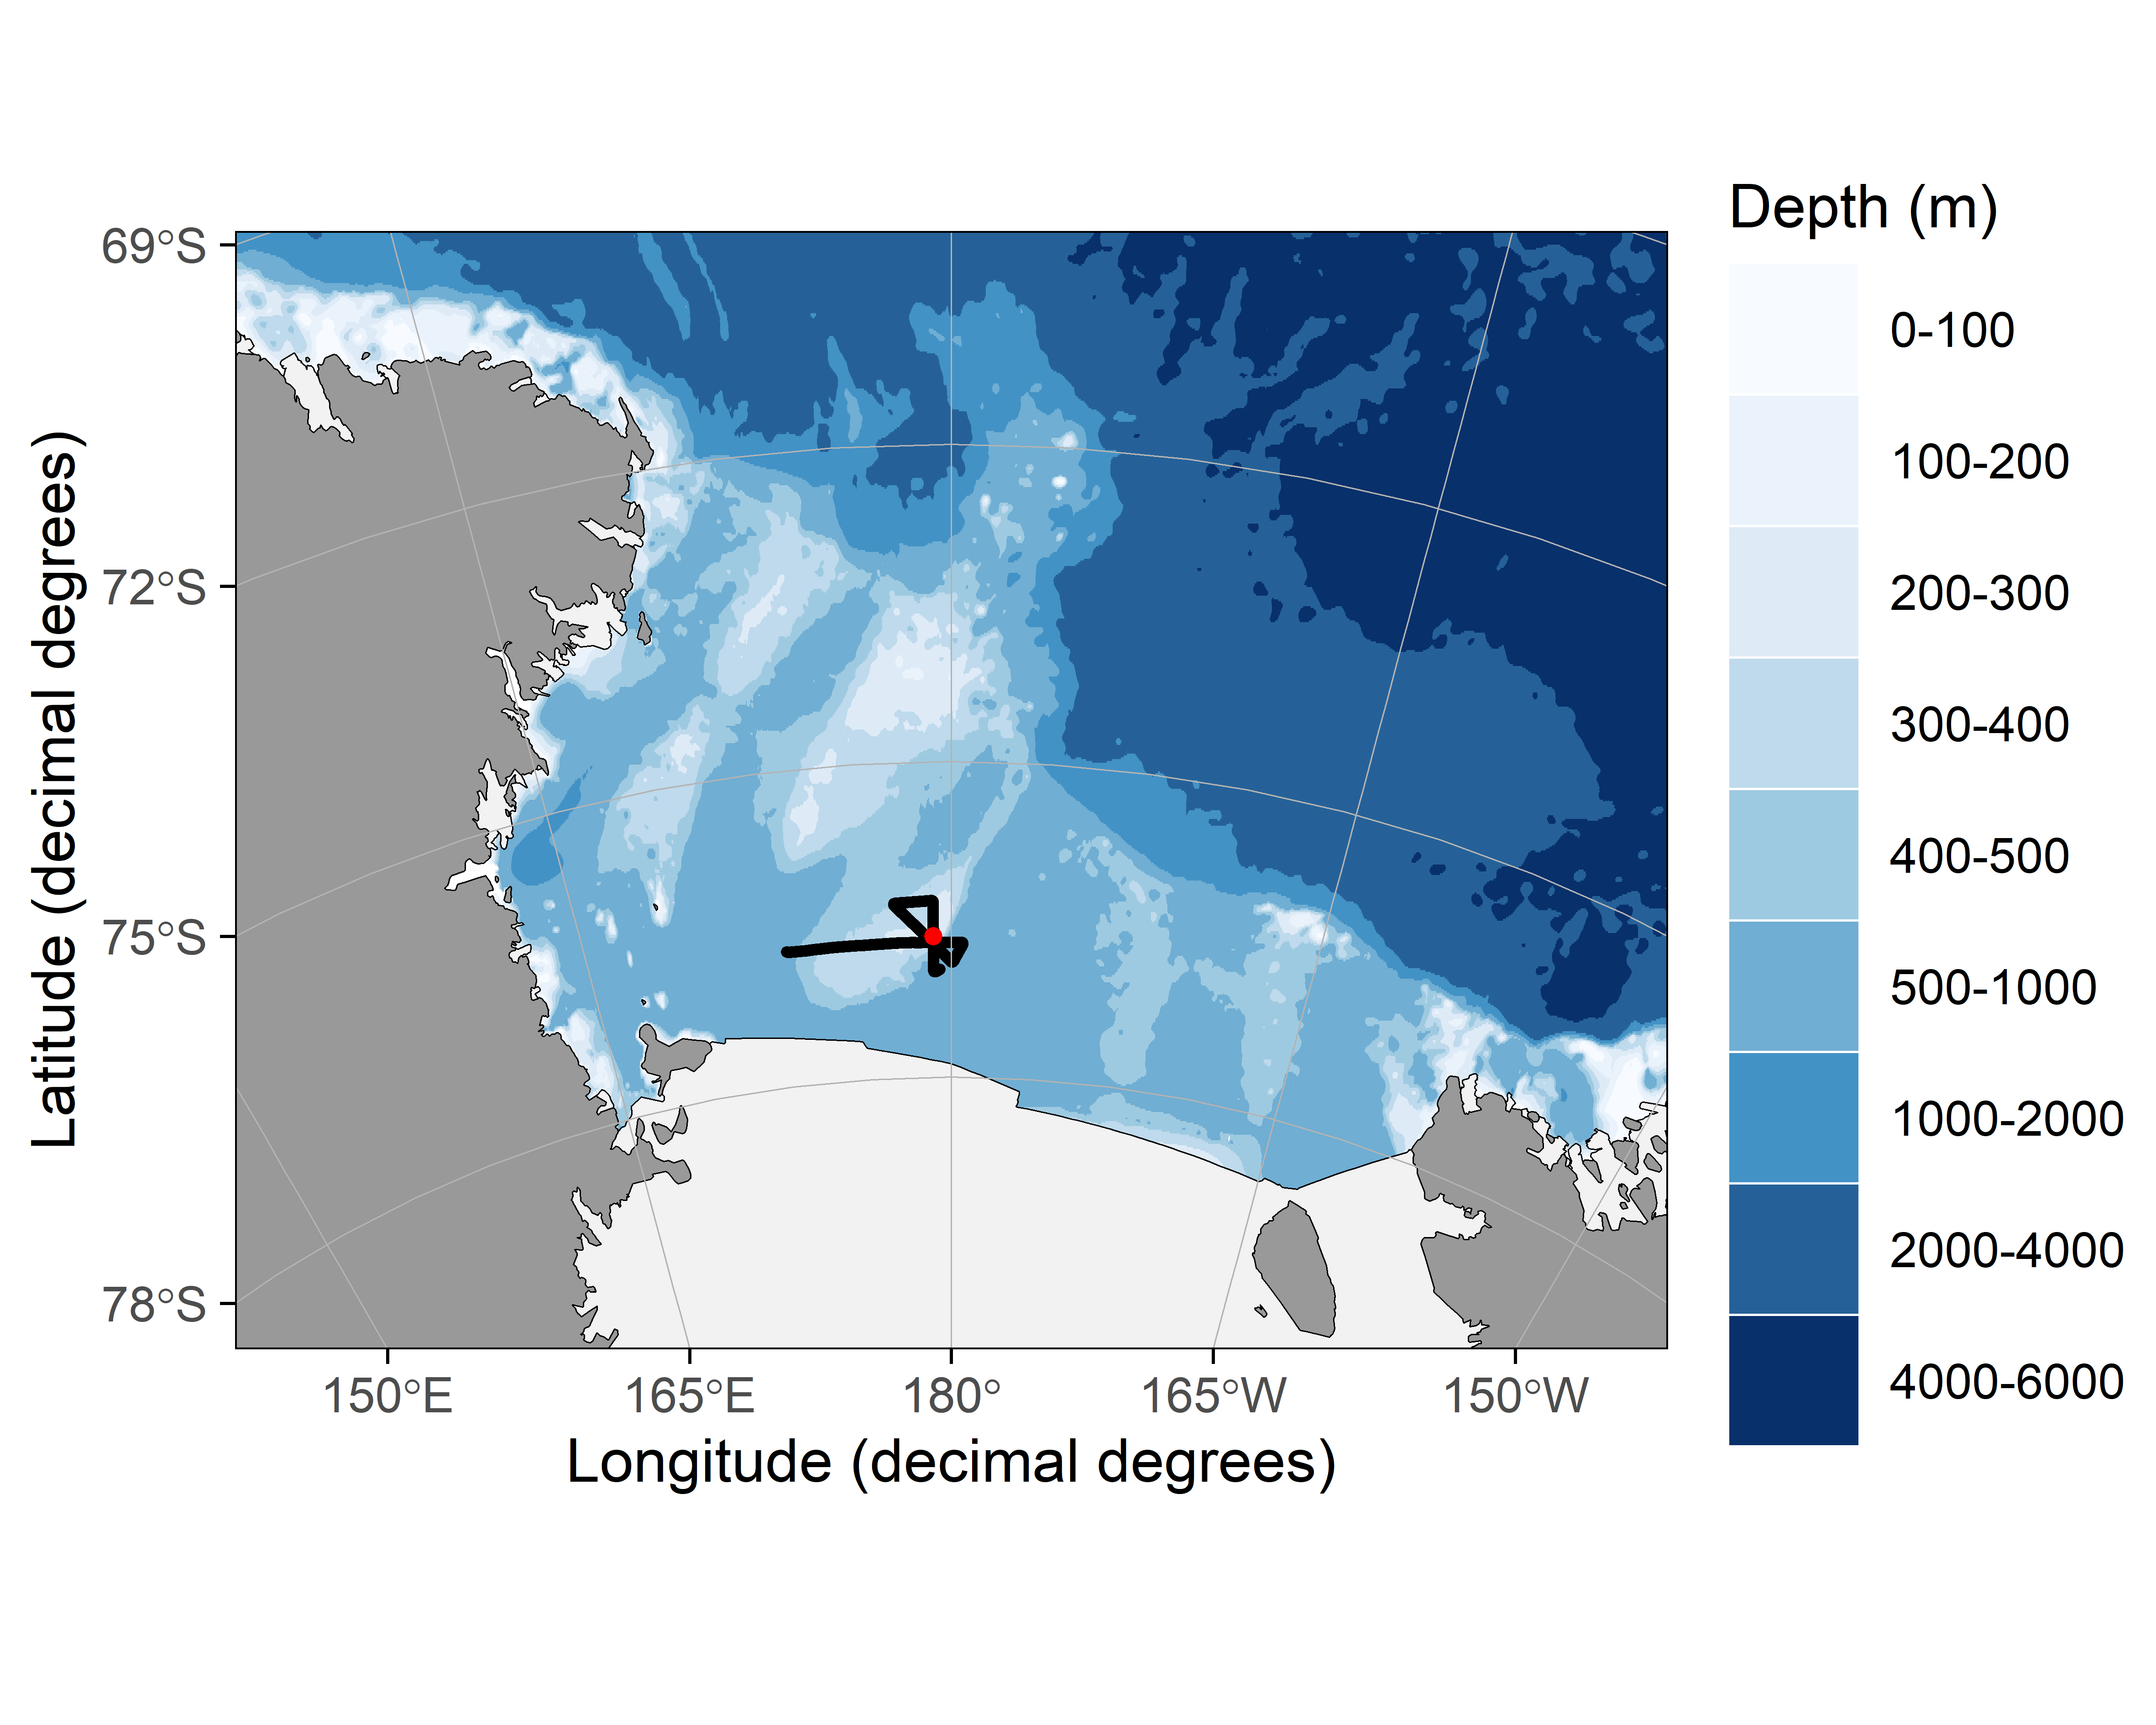 Depth (m)
0-100
100-200
200-300
300-400
400-500
500-1000
1000-2000
2000-4000
4000-6000
69°S
72°S
75°S
78°S
Latitude (decimal degrees)
150°E
165°E
180°
165°W
150°W
Longitude (decimal degrees)